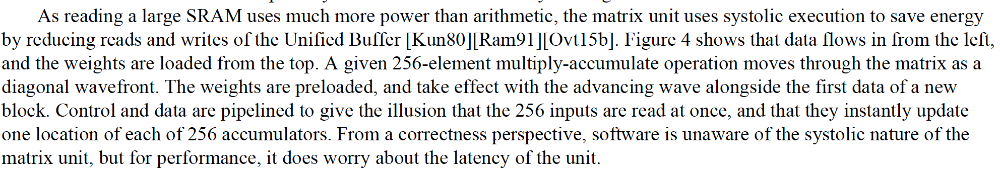 As reading a large SRAM uses much more power than arithmetic, the matrix unit uses systolic execution to save energy
by reducing reads and writes of the Unified Buffer [Kun80][Ram91][Ovt15b]. Figure 4 shows that data flows in from the left,
and the weights are loaded from the top. A given 256-element multiply-accumulate operation moves through the matrix as a
diagonal wavefront. The weights are preloaded, and take effect with the advancing wave alongside the first data of a new
block. Control and data are pipelined to give the illusion that the 256 inputs are read at once, and that they instantly update
one location of each of 256 accumulators. From a correctness perspective, software is unaware of the systolic nature of the
matrix unit, but for performance, it does worry about the latency of the unit.